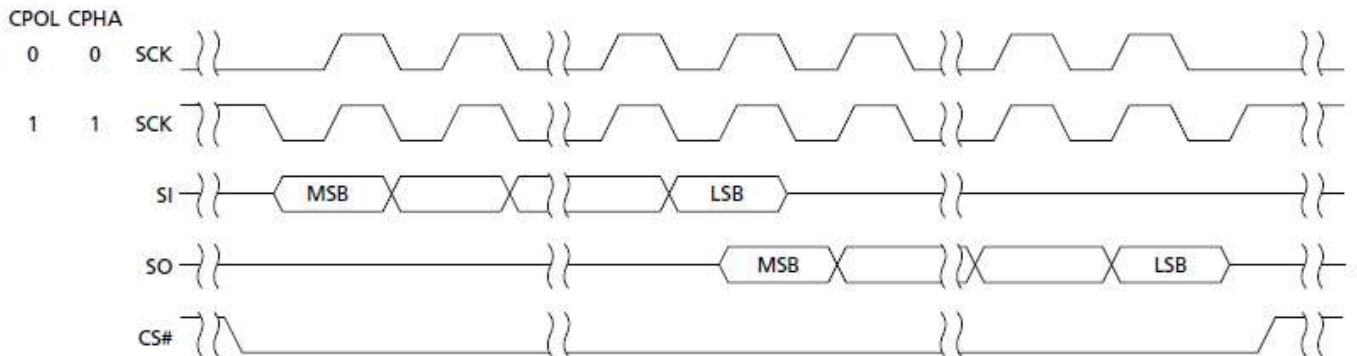 CPOL CPHA
0 0 SCK
1 1 SCK
SI MSB LSB
SO MSB LSB
CS#